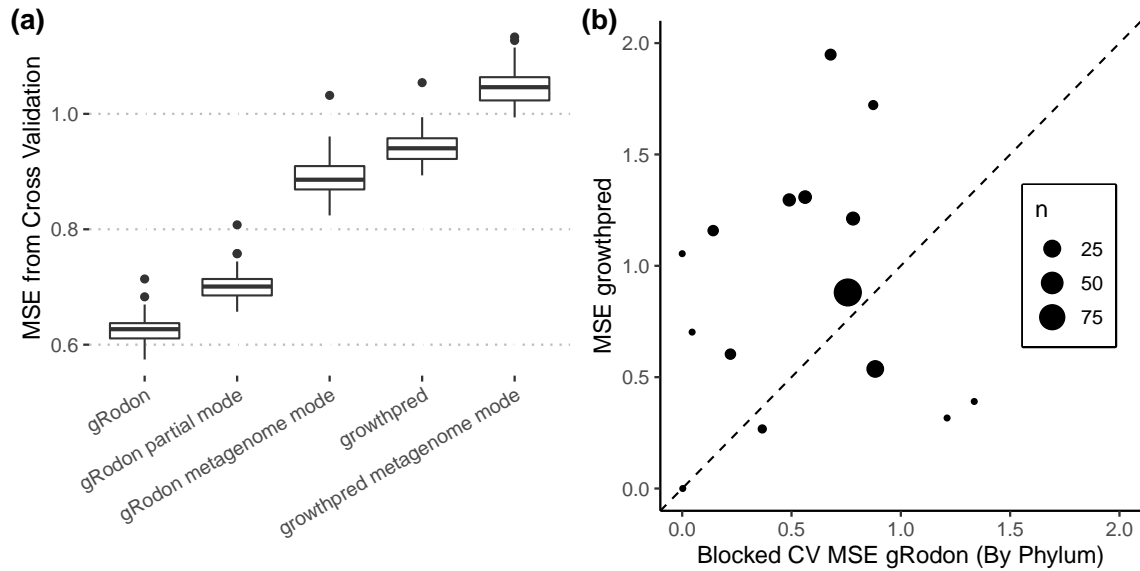 (a)
MSE from Cross Validation
1.0
0.8
0.6
gRodon
gRodon partial mode
gRodon metagenome mode
growthpred
growthpred metagenome mode
(b)
MSE growthpred
2.0
1.5
1.0
0.5
0.0
0.0 0.5 1.0 1.5 2.0
Blocked CV MSE gRodon (By Phylum)
n
25
50
75